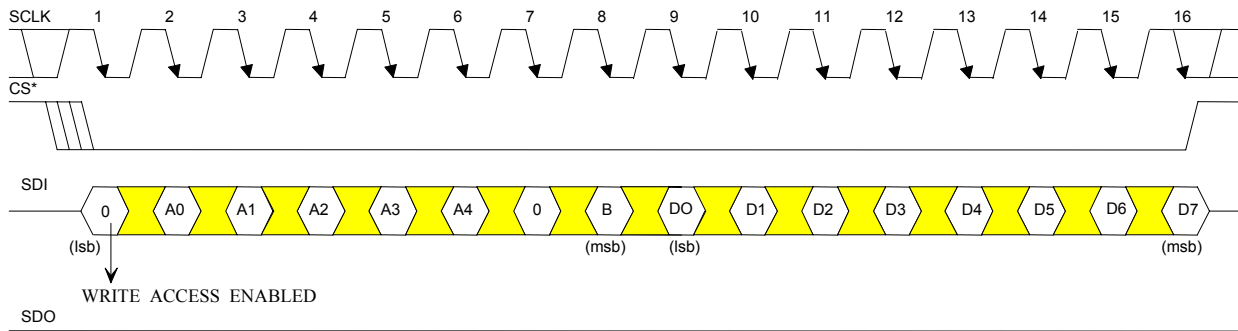 SCLK 1 2 3 4 5 6 7 8 9 10 11 12 13 14 15 16
CS*
SDI
0 A0 A1 A2 A3 A4 0 B DO D1 D2 D3 D4 D5 D6 D7
(lsb) (msb) (lsb) (msb)
WRITE ACCESS ENABLED
SDO